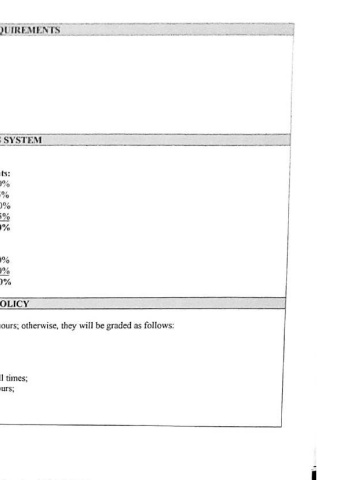 QUIREMENTS
SYSTEM
ts:
0%
%
0%
5%
0%
0%
0%
0%
OLICY
ours; otherwise, they will be graded as follows:
ll times;
urs;